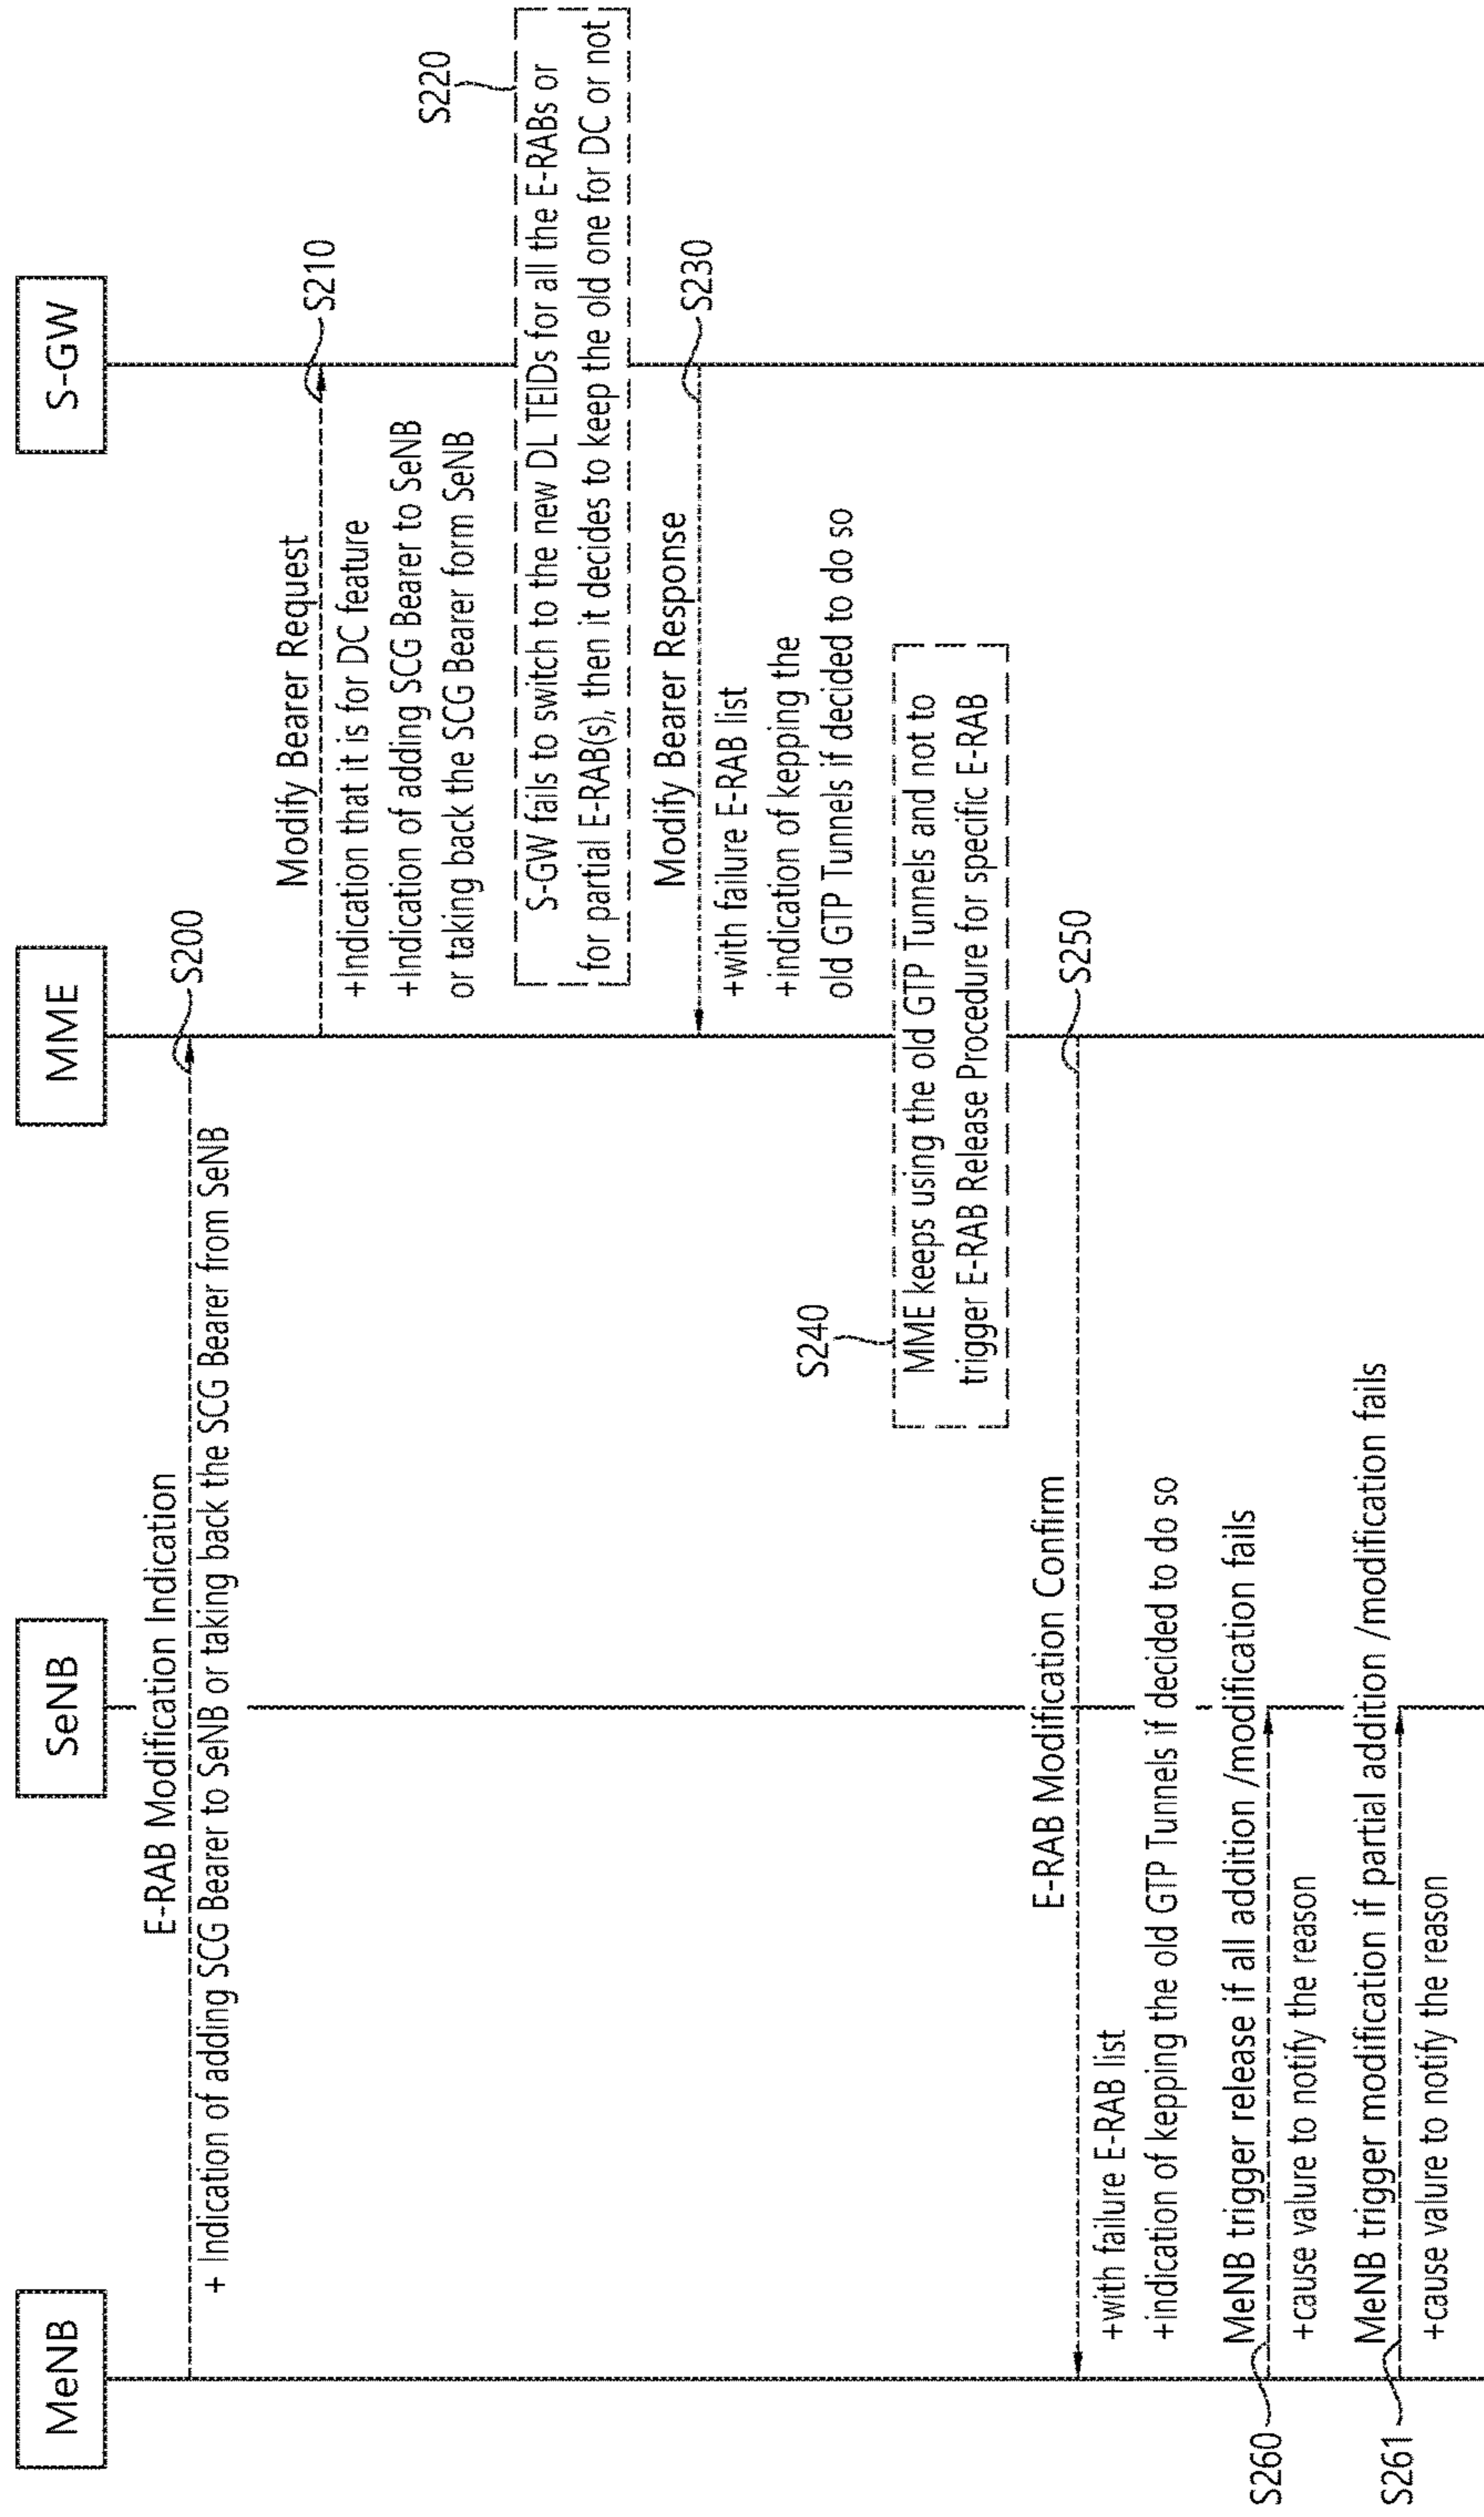 MeNB
SeNB
MME
S-GW
E-RAB Modification Indication
S200
+ Indication of adding SCG Bearer to SeNB or taking back the SCG Bearer from SeNB
Modify Bearer Request
S210
+Indication that it is for DC feature
+Indication of adding SCG Bearer to SeNB
or taking back the SCG Bearer form SeNB
S220
S-GW fails to switch to the new DL TEIDs for all the E-RABs or
for partial E-RAB(s), then it decides to keep the old one for DC or not
Modify Bearer Response
S230
+with failure E-RAB list
+indication of kepping the
old GTP Tunnels if decided to do so
S240
MME keeps using the old GTP Tunnels and not to
trigger E-RAB Release Procedure for specific E-RAB
E-RAB Modification Confirm
S250
+with failure E-RAB list
+indication of kepping the old GTP Tunnels if decided to do so
MeNB trigger release if all addition /modification fails
S260
+cause valure to notify the reason
MeNB trigger modification if partial addition /modification fails
S261
+cause valure to notify the reason